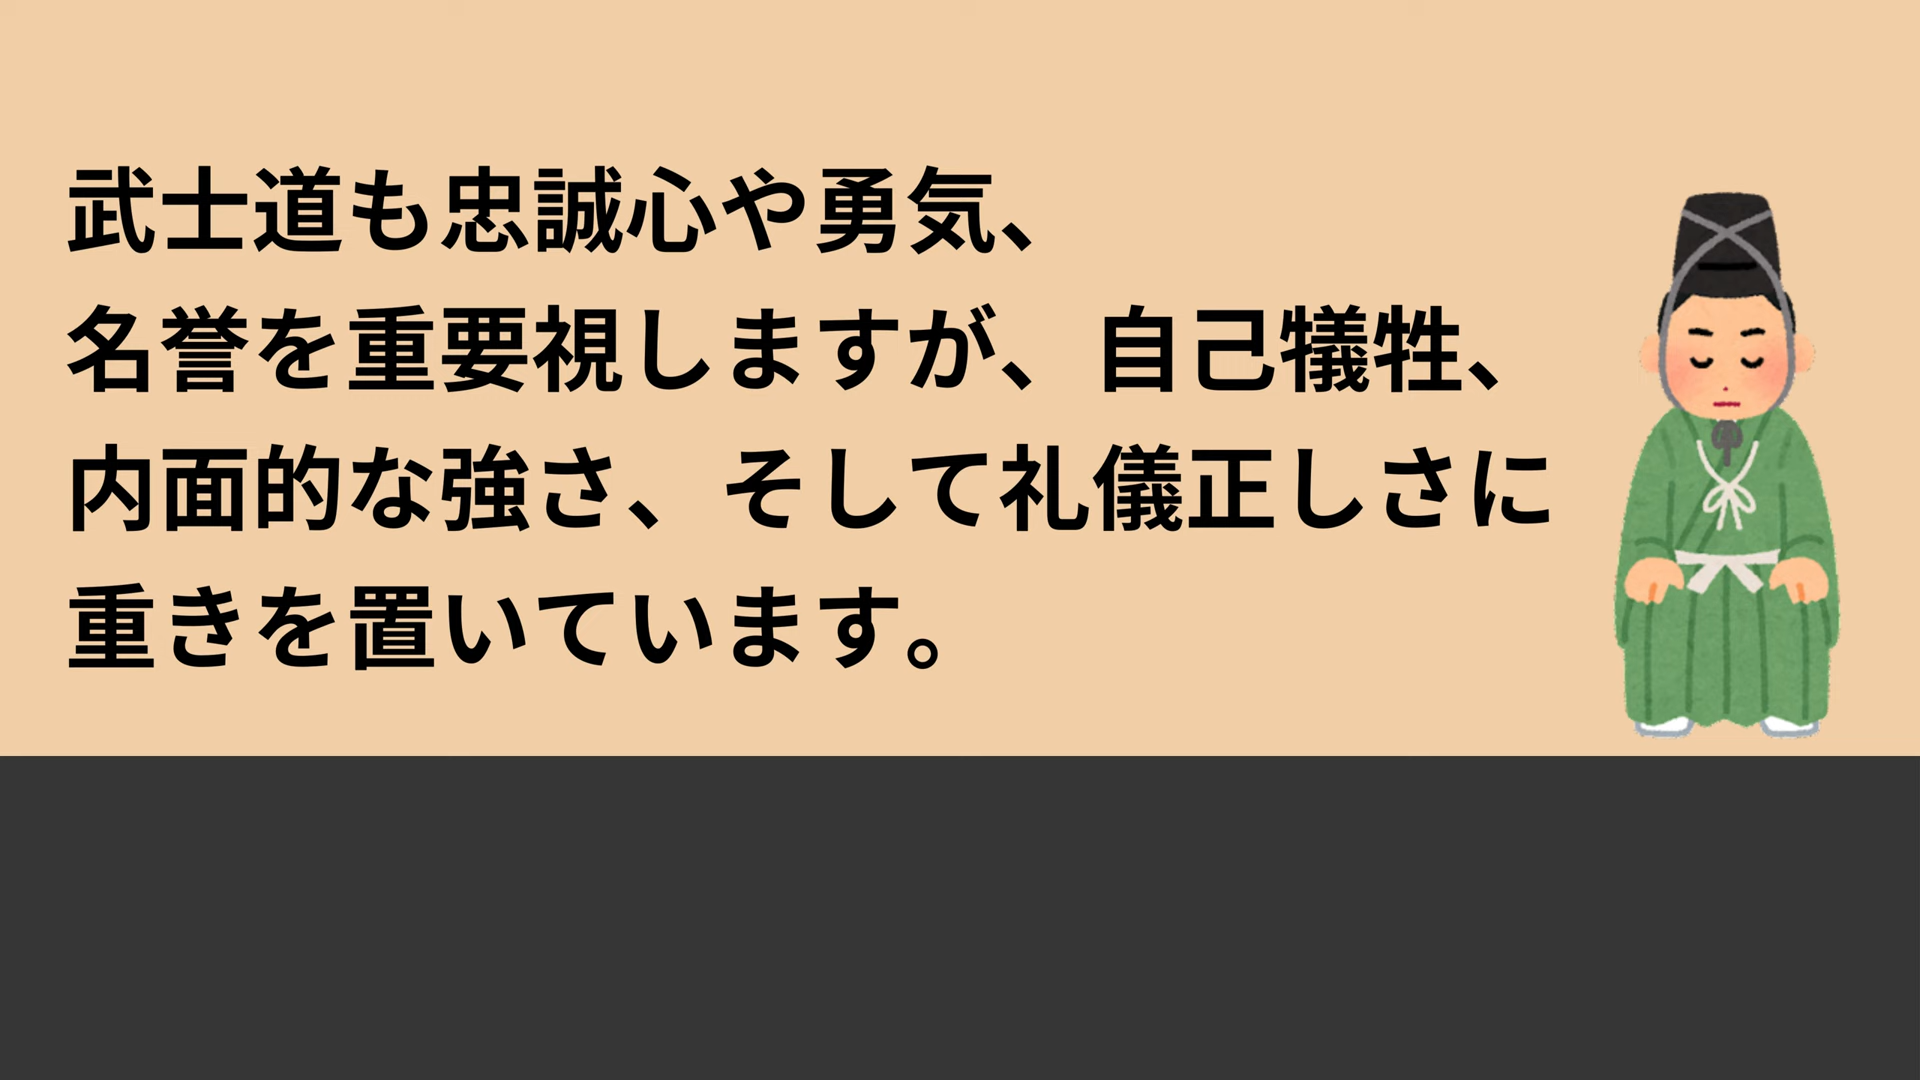 武士道も忠誠心や勇気、
名誉を重要視しますが、自己犠牲、
内面的な強さ、そして礼儀正しさに
重きを置いています。